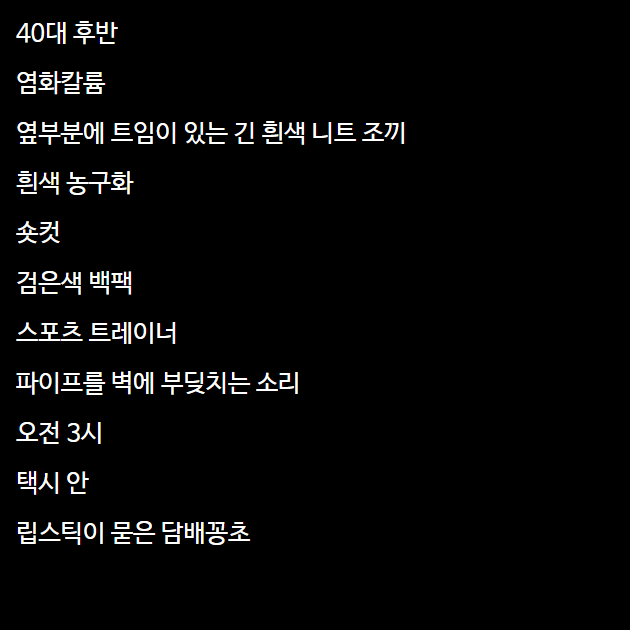 40대 후반
염화칼륨
옆부분에 트임이 있는 긴 흰색 니트 조끼
흰색 농구화
숏컷
검은색 백팩
스포츠 트레이너
파이프를 벽에 부딪치는 소리
오전 3시
택시 안
립스틱이 묻은 담배꽁초